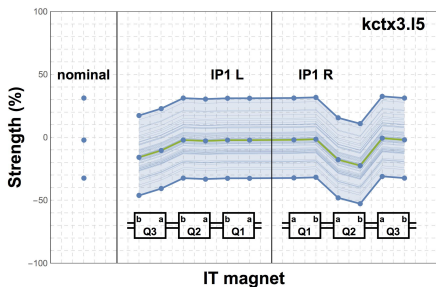 kctx3.l5
100
nominal
IP1 L
IP1 R
50
0
Strength (%)
−50
b a b a b a a b a b a b
Q3 Q2 Q1 Q1 Q2 Q3
−100
IT magnet